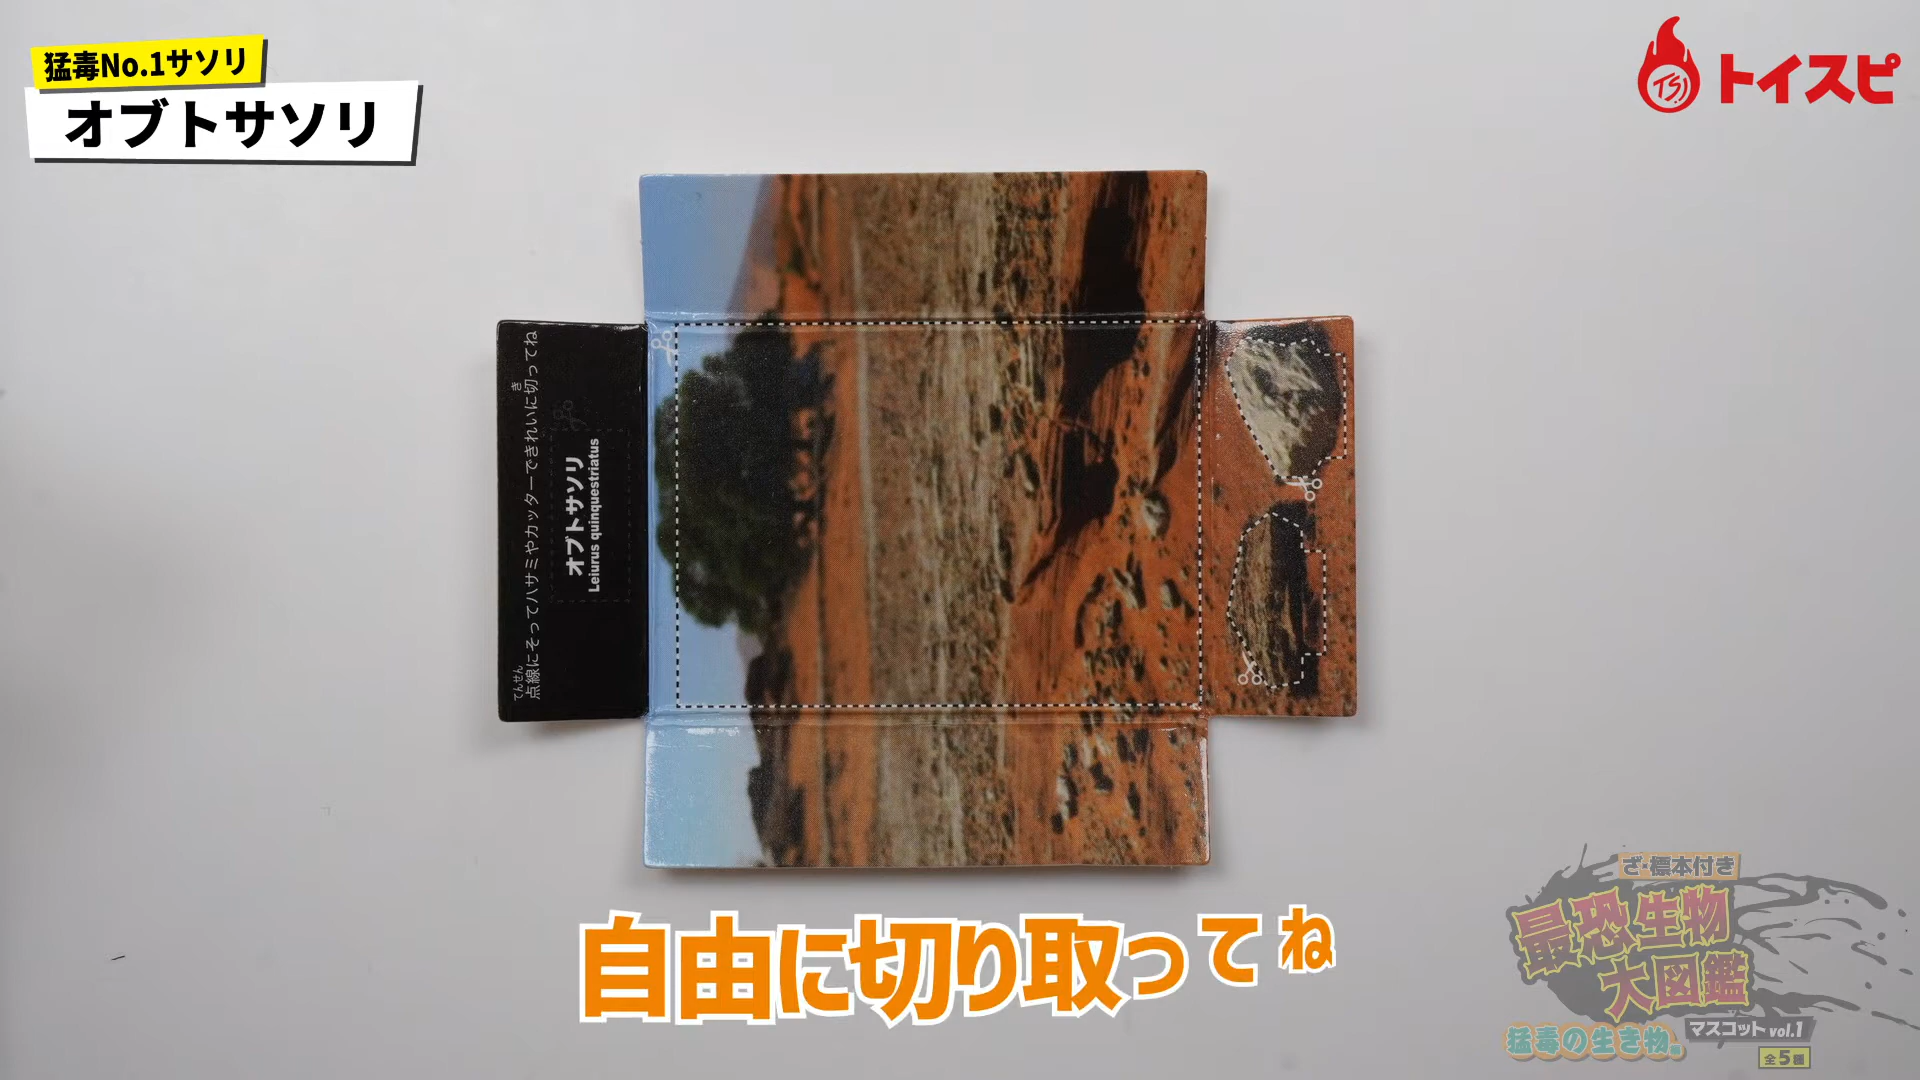 猛毒No.1サソリ
オブトサソリ
TSJ
トイスピ
てんせん
き
点線にそってハサミやカッターできれいに切ってね
オブトサソリ
Leiurus quinquestriatus
自由に切り取ってね
ざ・標本付き
最恐生物
大図鑑
マスコット vol.1
猛毒の生き物。
全5種